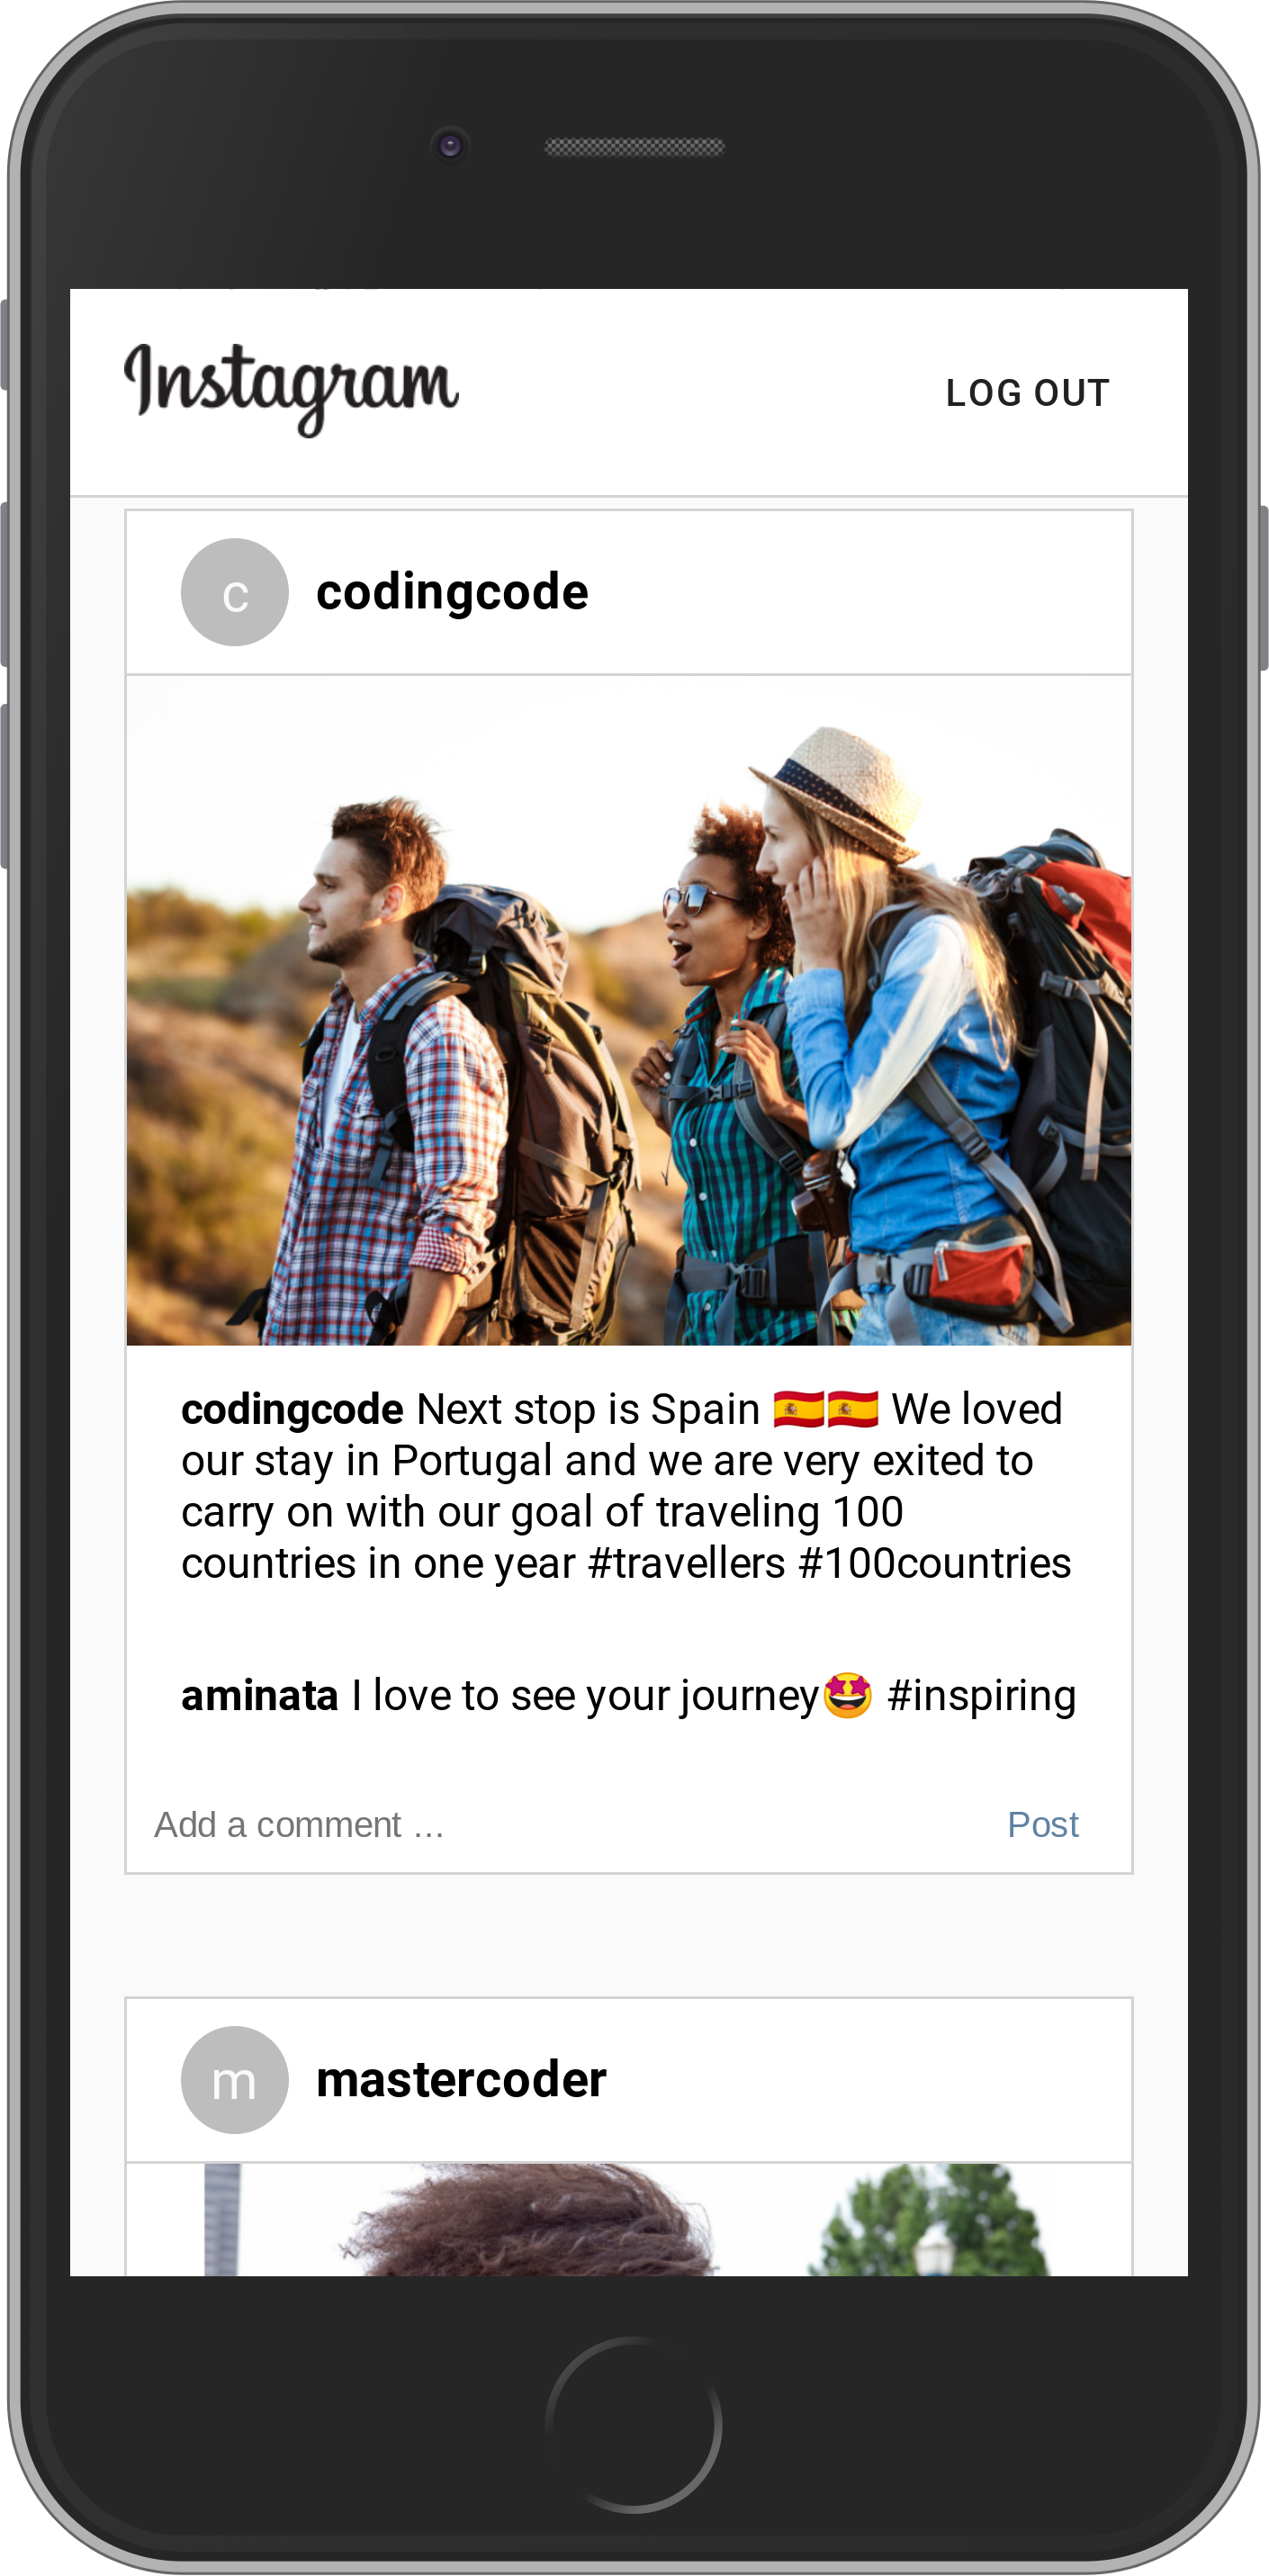 Instagram
LOG OUT
c
codingcode
codingcode Next stop is Spain 🇪🇸🇪🇸 We loved
our stay in Portugal and we are very exited to
carry on with our goal of traveling 100
countries in one year #travellers #100countries
aminata I love to see your journey🤩 #inspiring
Add a comment ...
Post
m
mastercoder